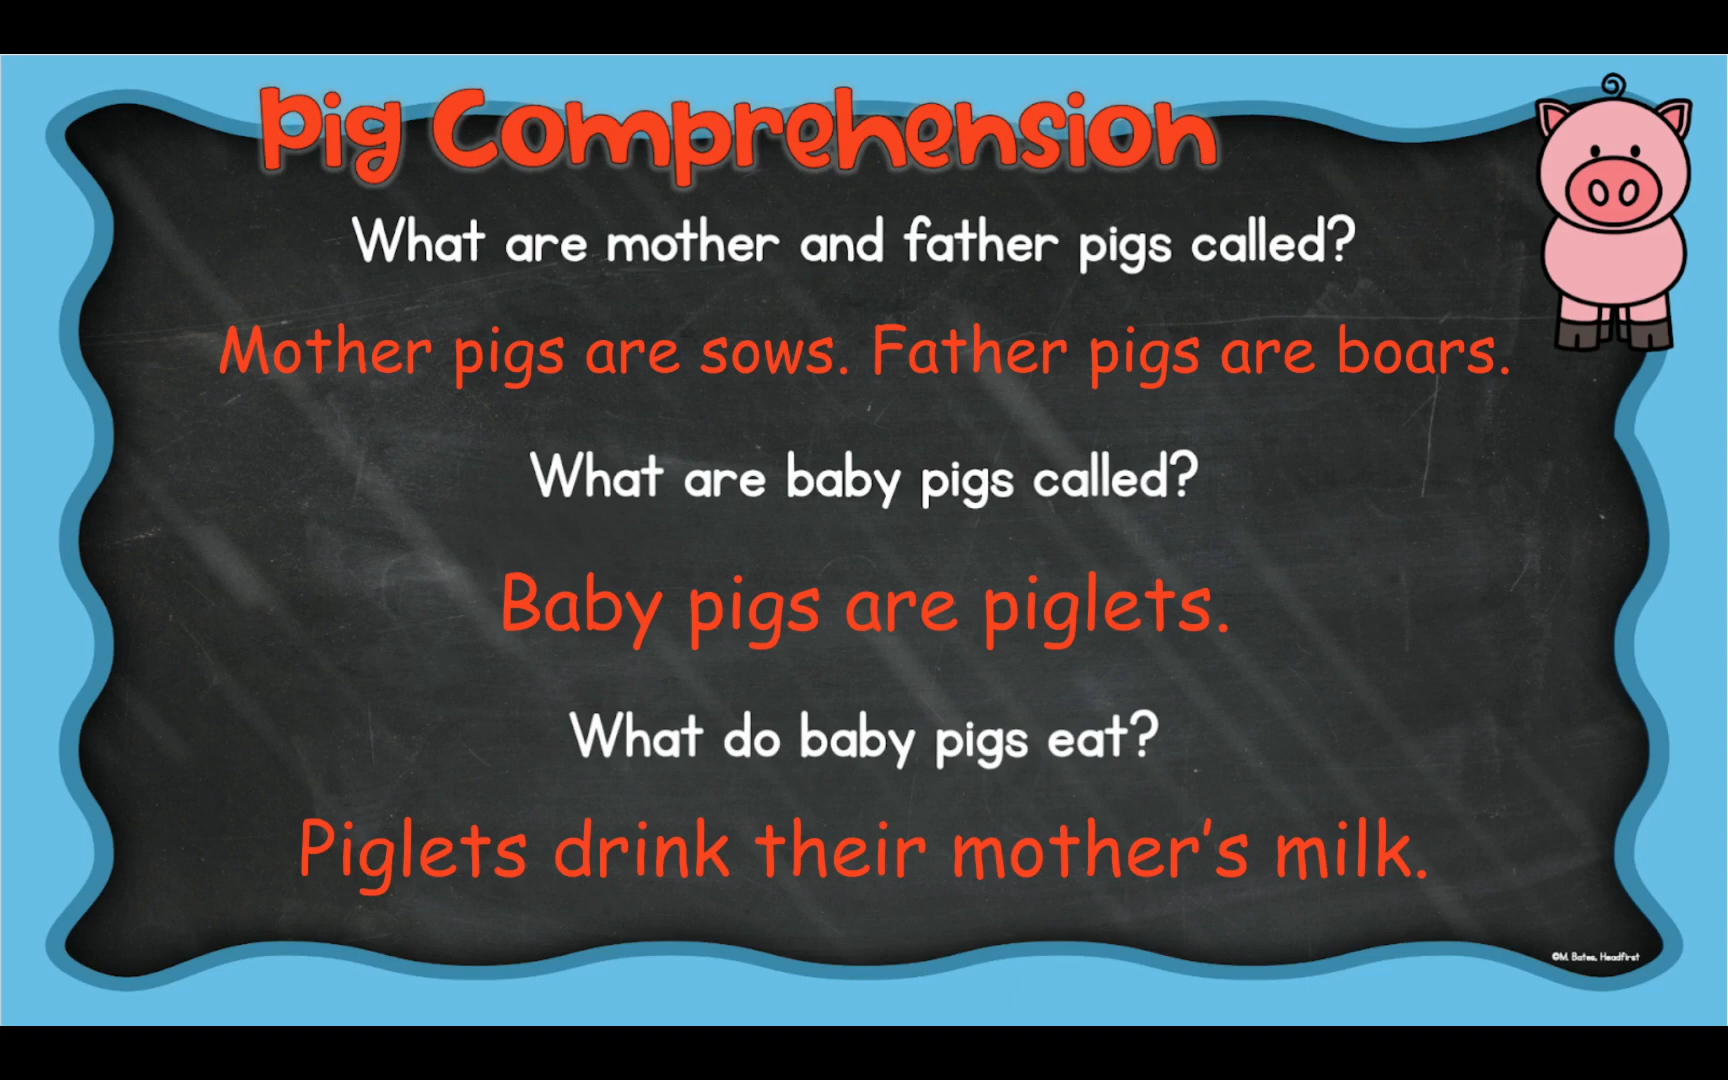 Pig Comprehension
What are mother and father pigs called?
Mother pigs are sows. Father pigs are boars.
What are baby pigs called?
Baby pigs are piglets.
What do baby pigs eat?
Piglets drink their mother's milk.
©M. Bates, Headfirst